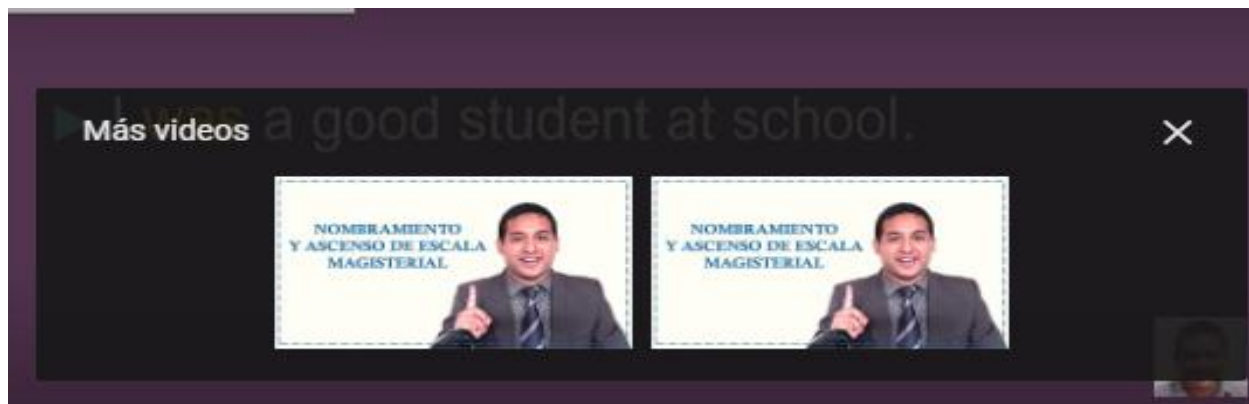 I was a good student at school.
Más videos
NOMBRAMIENTO
Y ASCENSO DE ESCALA
MAGISTERIAL
NOMBRAMIENTO
Y ASCENSO DE ESCALA
MAGISTERIAL